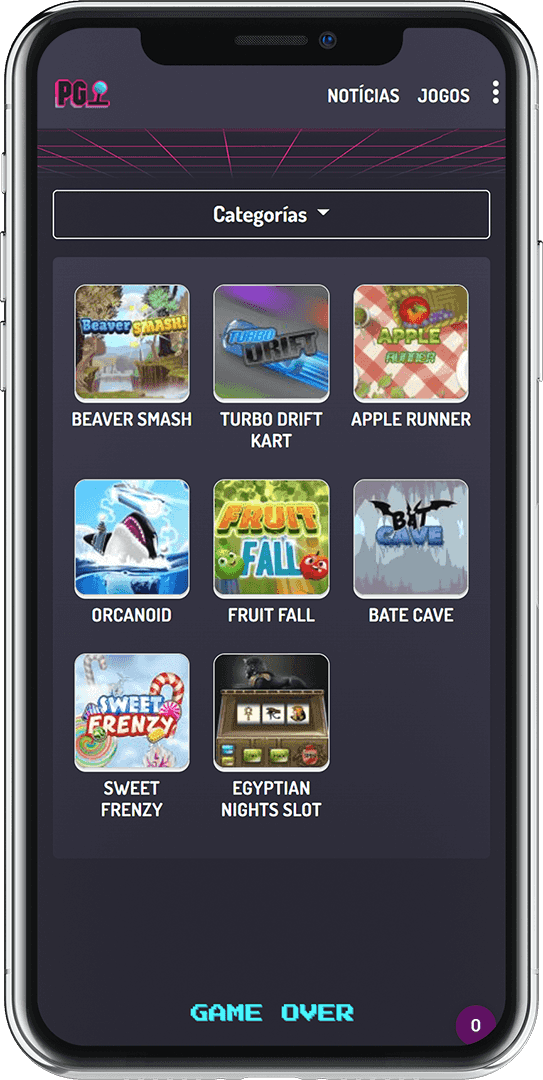 PG
NOTÍCIAS JOGOS
Categorías
Beaver SMASH!
TURBO DRIFT
APPLE RUNNER
BEAVER SMASH
TURBO DRIFT KART
APPLE RUNNER
FRUIT FALL
BAT CAVE
ORCANOID
FRUIT FALL
BATE CAVE
SWEET FRENZY
SWEET FRENZY
EGYPTIAN NIGHTS SLOT
GAME OVER
0